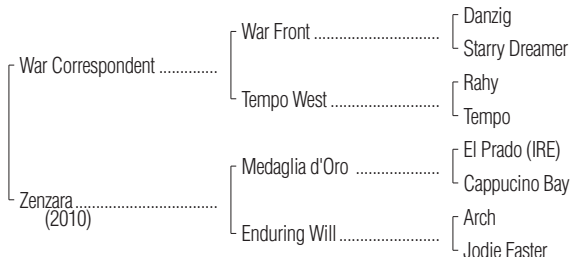 Danzig
War Front
Starry Dreamer
War Correspondent
Rahy
Tempo West
Tempo
El Prado (IRE)
Medaglia d'Oro
Cappucino Bay
Zenzara
(2010)
Arch
Enduring Will
Jodie Faster